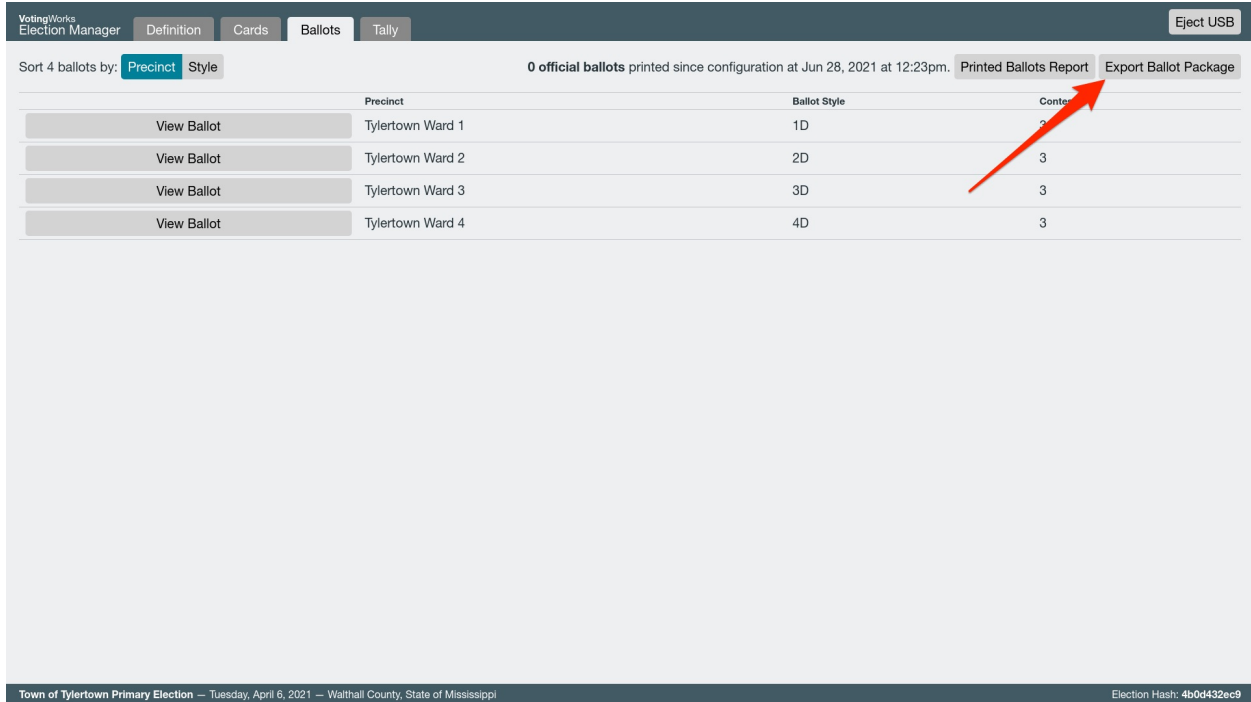 VotingWorks
Election Manager Definition Cards Ballots Tally Eject USB
Sort 4 ballots by: Precinct Style 0 official ballots printed since configuration at Jun 28, 2021 at 12:23pm. Printed Ballots Report Export Ballot Package
Precinct Ballot Style
View Ballot Tylertown Ward 1 1D
View Ballot Tylertown Ward 2 2D 3
View Ballot Tylertown Ward 3 3D 3
View Ballot Tylertown Ward 4 4D 3
Town of Tylertown Primary Election — Tuesday, April 6, 2021 — Walthall County, State of Mississippi Election Hash: 4b0d432ec9